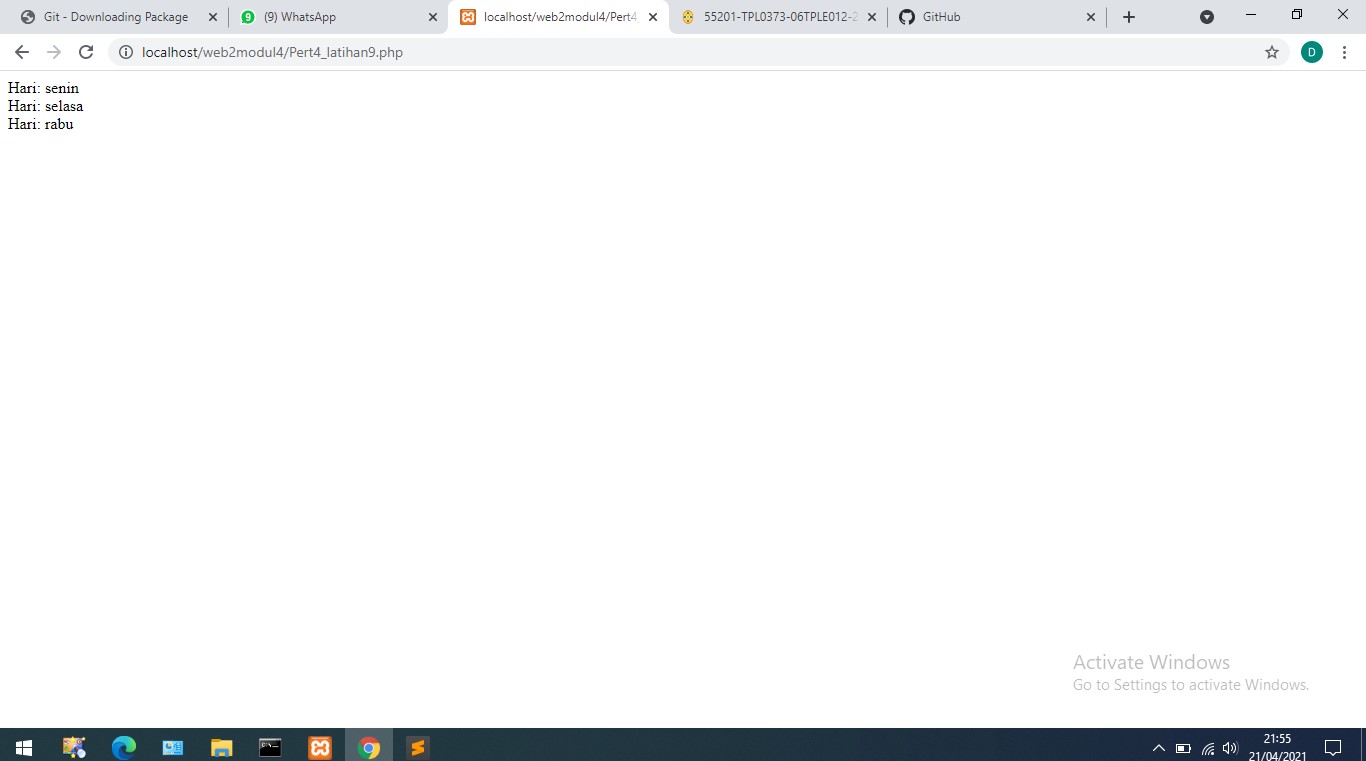 Git - Downloading Package
(9) WhatsApp
localhost/web2modul4/Pert4_
55201-TPL0373-06TPLE012-2
GitHub
localhost/web2modul4/Pert4_latihan9.php
D
Hari: senin
Hari: selasa
Hari: rabu
Activate Windows
Go to Settings to activate Windows.
21:55
21/04/2021